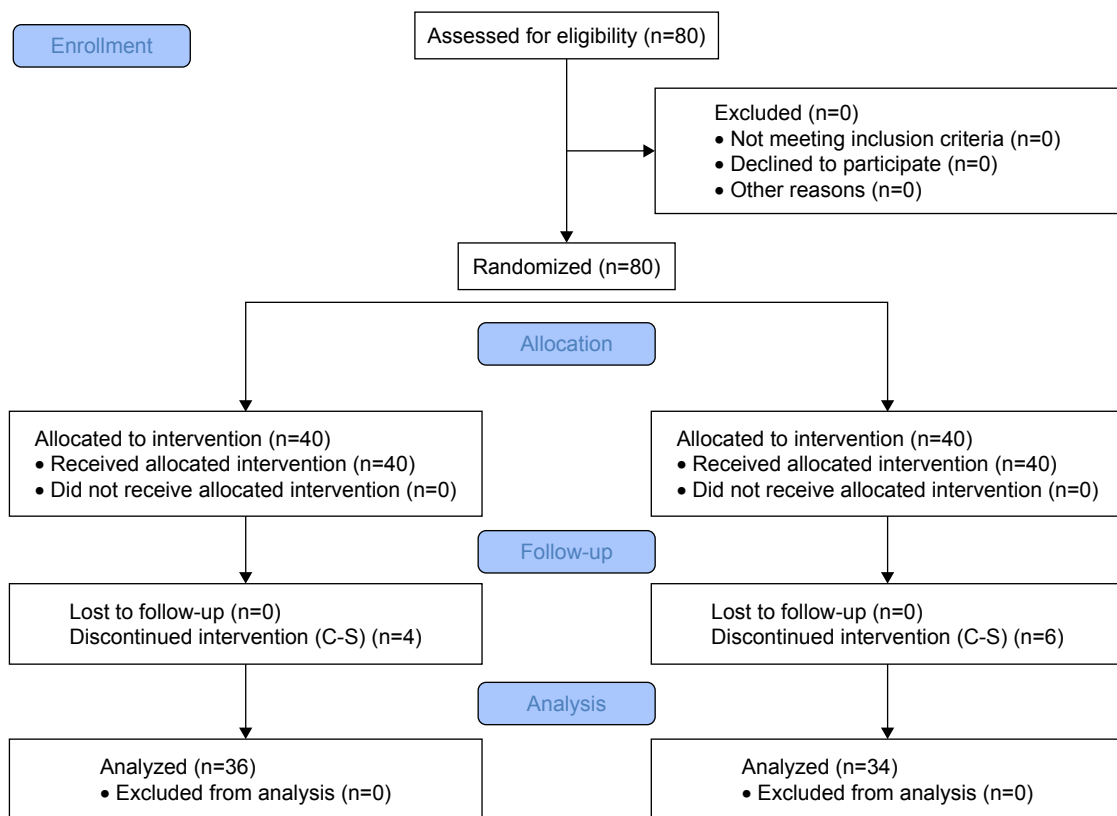 Enrollment
Assessed for eligibility (n=80)
Excluded (n=0)
• Not meeting inclusion criteria (n=0)
• Declined to participate (n=0)
• Other reasons (n=0)
Randomized (n=80)
Allocation
Allocated to intervention (n=40)
• Received allocated intervention (n=40)
• Did not receive allocated intervention (n=0)
Allocated to intervention (n=40)
• Received allocated intervention (n=40)
• Did not receive allocated intervention (n=0)
Follow-up
Lost to follow-up (n=0)
Discontinued intervention (C-S) (n=4)
Lost to follow-up (n=0)
Discontinued intervention (C-S) (n=6)
Analysis
Analyzed (n=36)
• Excluded from analysis (n=0)
Analyzed (n=34)
• Excluded from analysis (n=0)